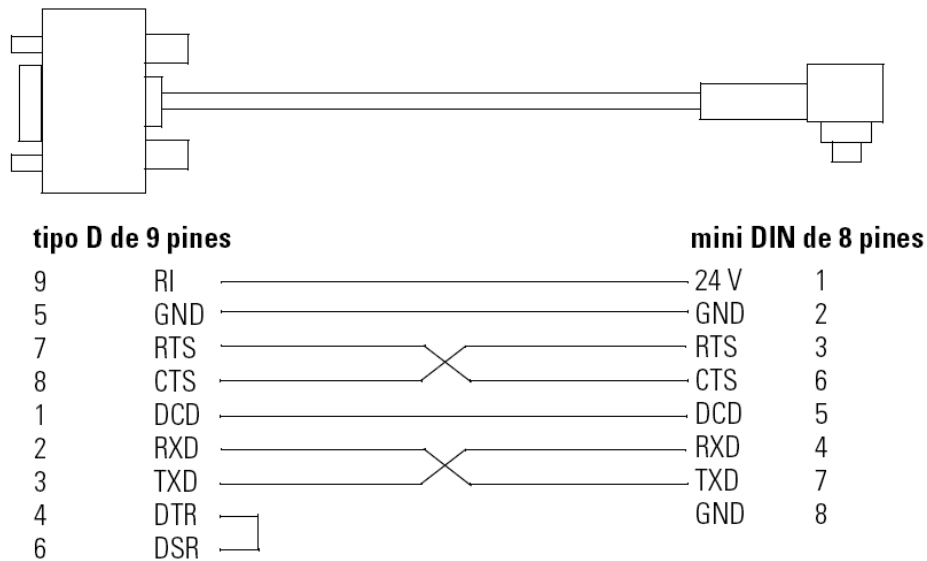 tipo D de 9 pines mini DIN de 8 pines
9 RI 24 V 1
5 GND GND 2
7 RTS RTS 3
8 CTS CTS 6
1 DCD DCD 5
2 RXD RXD 4
3 TXD TXD 7
4 DTR GND 8
6 DSR